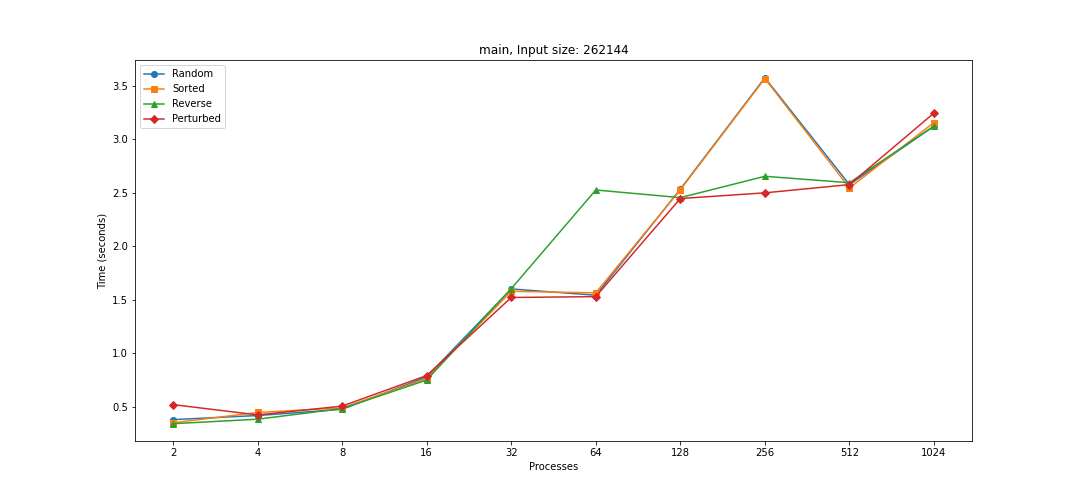 main, Input size: 262144
Random
Sorted
Reverse
Perturbed
Time (seconds)
3.5
3.0
2.5
2.0
1.5
1.0
0.5
2 4 8 16 32 64 128 256 512 1024
Processes